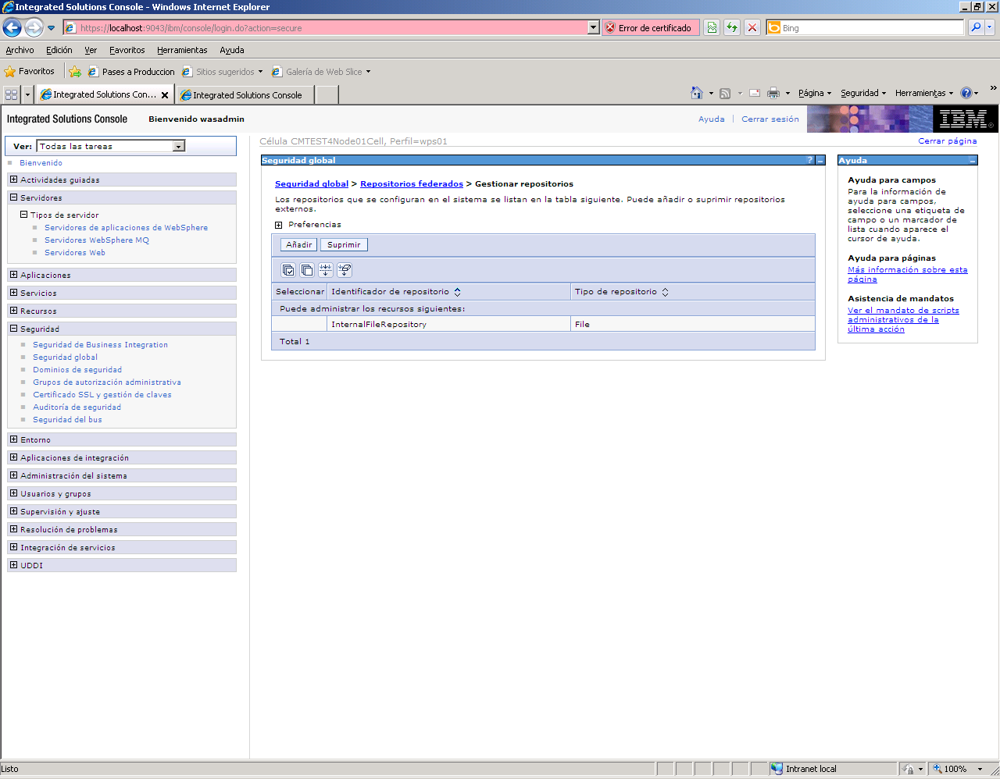 Integrated Solutions Console - Windows Internet Explorer
https://localhost:9043/ibm/console/login.do?action=secure
Error de certificado
Bing
Archivo Edición Ver Favoritos Herramientas Ayuda
Favoritos Pases a Produccion Sitios sugeridos Galería de Web Slice
Integrated Solutions Con... Integrated Solutions Console Página Seguridad Herramientas
Integrated Solutions Console Bienvenido wasadmin Ayuda Cerrar sesión IBM
Ver: Todas las tareas
Bienvenido
Actividades guiadas
Servidores
Tipos de servidor
Servidores de aplicaciones de WebSphere
Servidores WebSphere MQ
Servidores Web
Aplicaciones
Servicios
Recursos
Seguridad
Seguridad de Business Integration
Seguridad global
Dominios de seguridad
Grupos de autorización administrativa
Certificado SSL y gestión de claves
Auditoría de seguridad
Seguridad del bus
Entorno
Aplicaciones de integración
Administración del sistema
Usuarios y grupos
Supervisión y ajuste
Resolución de problemas
Integración de servicios
UDDI
Célula CMTEST4Node01Cell, Perfil=wps01 Cerrar página
Seguridad global ?
Seguridad global > Repositorios federados > Gestionar repositorios
Los repositorios que se configuran en el sistema se listan en la tabla siguiente. Puede añadir o suprimir repositorios
externos.
Preferencias
Añadir Suprimir
Seleccionar Identificador de repositorio Tipo de repositorio
Puede administrar los recursos siguientes:
InternalFileRepository File
Total 1
Ayuda
Ayuda para campos
Para la información de
ayuda para campos,
seleccione una etiqueta de
campo o un marcador de
lista cuando aparece el
cursor de ayuda.
Ayuda para páginas
Más información sobre esta
página
Asistencia de mandatos
Ver el mandato de scripts
administrativos de la
última acción
Listo Intranet local 100%